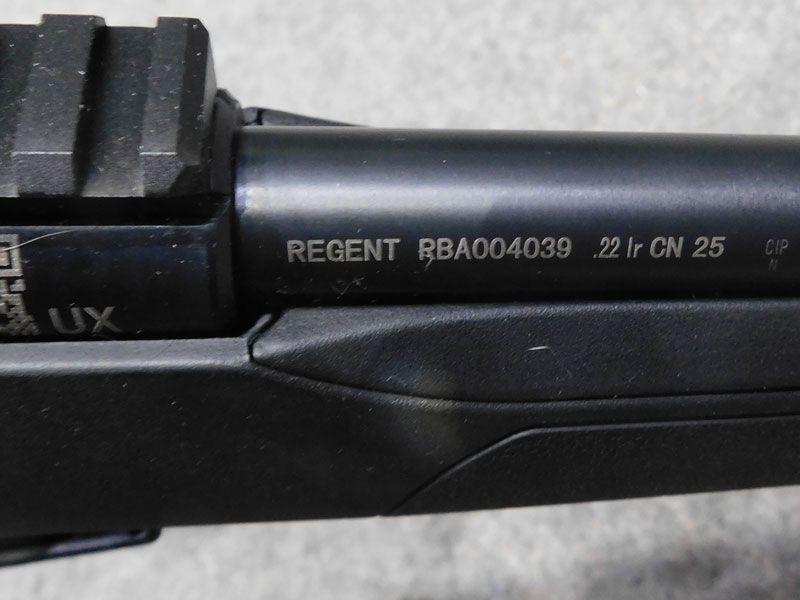 REGENT RBA004039 .22 lr CN 25
CIP
N
UX